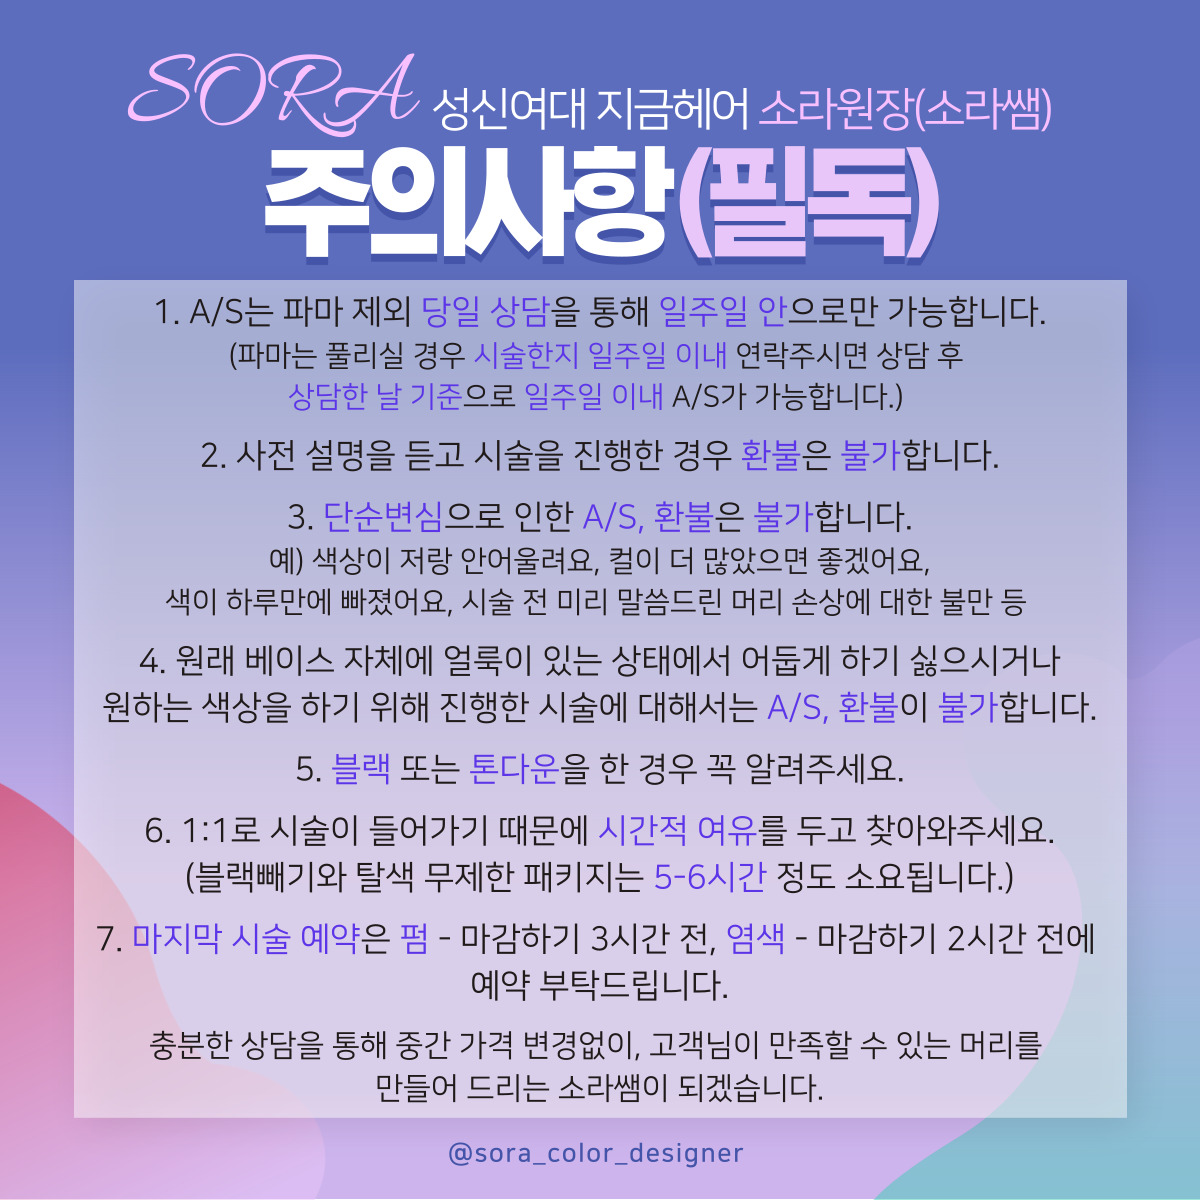 SORA 성신여대 지금헤어 소라원장(소라쌤)
주의사항(필독)
1. A/S는 파마 제외 당일 상담을 통해 일주일 안으로만 가능합니다.
(파마는 풀리실 경우 시술한지 일주일 이내 연락주시면 상담 후
상담한 날 기준으로 일주일 이내 A/S가 가능합니다.)
2. 사전 설명을 듣고 시술을 진행한 경우 환불은 불가합니다.
3. 단순변심으로 인한 A/S, 환불은 불가합니다.
예) 색상이 저랑 안어울려요, 컬이 더 많았으면 좋겠어요,
색이 하루만에 빠졌어요, 시술 전 미리 말씀드린 머리 손상에 대한 불만 등
4. 원래 베이스 자체에 얼룩이 있는 상태에서 어둡게 하기 싫으시거나
원하는 색상을 하기 위해 진행한 시술에 대해서는 A/S, 환불이 불가합니다.
5. 블랙 또는 톤다운을 한 경우 꼭 알려주세요.
6. 1:1로 시술이 들어가기 때문에 시간적 여유를 두고 찾아와주세요.
(블랙빼기와 탈색 무제한 패키지는 5-6시간 정도 소요됩니다.)
7. 마지막 시술 예약은 펌 - 마감하기 3시간 전, 염색 - 마감하기 2시간 전에
예약 부탁드립니다.
충분한 상담을 통해 중간 가격 변경없이, 고객님이 만족할 수 있는 머리를
만들어 드리는 소라쌤이 되겠습니다.
@sora_color_designer